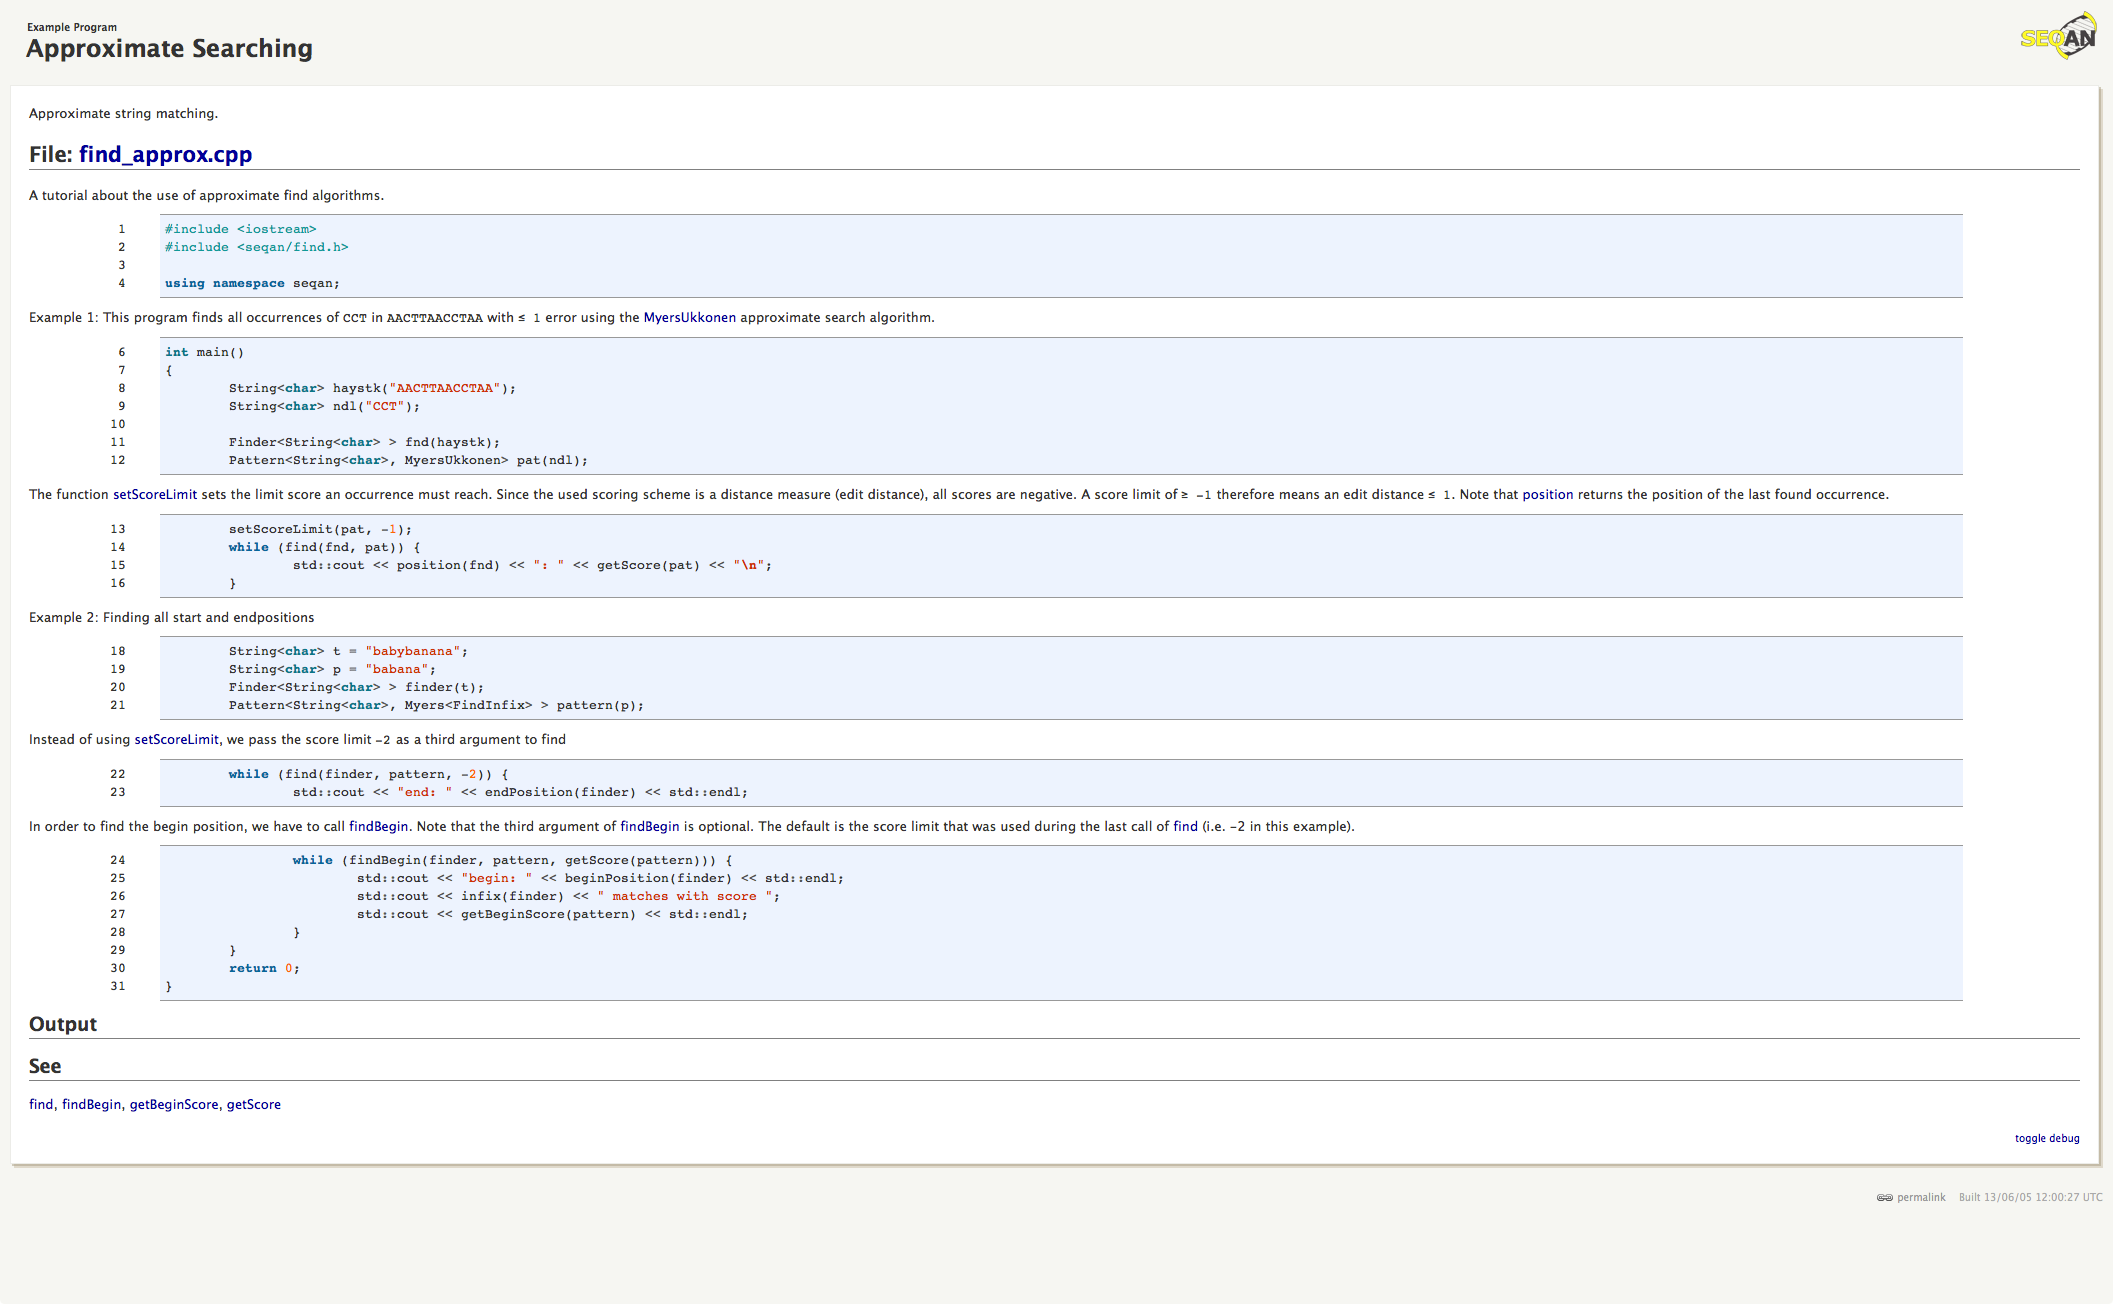 Example Program
Approximate Searching
SEQAN
Approximate string matching.
File: find_approx.cpp
A tutorial about the use of approximate find algorithms.
1 #include <iostream>
2 #include <seqan/find.h>
3
4 using namespace seqan;
Example 1: This program finds all occurrences of CCT in AACTTAACCTAA with ≤ 1 error using the MyersUkkonen approximate search algorithm.
6 int main()
7 {
8 String<char> haystk("AACTTAACCTAA");
9 String<char> ndl("CCT");
10
11 Finder<String<char> > fnd(haystk);
12 Pattern<String<char>, MyersUkkonen> pat(ndl);
The function setScoreLimit sets the limit score an occurrence must reach. Since the used scoring scheme is a distance measure (edit distance), all scores are negative. A score limit of ≥ -1 therefore means an edit distance ≤ 1. Note that position returns the position of the last found occurrence.
13 setScoreLimit(pat, -1);
14 while (find(fnd, pat)) {
15 std::cout << position(fnd) << ": " << getScore(pat) << "\n";
16 }
Example 2: Finding all start and endpositions
18 String<char> t = "babybanana";
19 String<char> p = "babana";
20 Finder<String<char> > finder(t);
21 Pattern<String<char>, Myers<FindInfix> > pattern(p);
Instead of using setScoreLimit, we pass the score limit -2 as a third argument to find
22 while (find(finder, pattern, -2)) {
23 std::cout << "end: " << endPosition(finder) << std::endl;
In order to find the begin position, we have to call findBegin. Note that the third argument of findBegin is optional. The default is the score limit that was used during the last call of find (i.e. -2 in this example).
24 while (findBegin(finder, pattern, getScore(pattern))) {
25 std::cout << "begin: " << beginPosition(finder) << std::endl;
26 std::cout << infix(finder) << " matches with score ";
27 std::cout << getBeginScore(pattern) << std::endl;
28 }
29 }
30 return 0;
31 }
Output
See
find, findBegin, getBeginScore, getScore
toggle debug
permalink Built 13/06/05 12:00:27 UTC